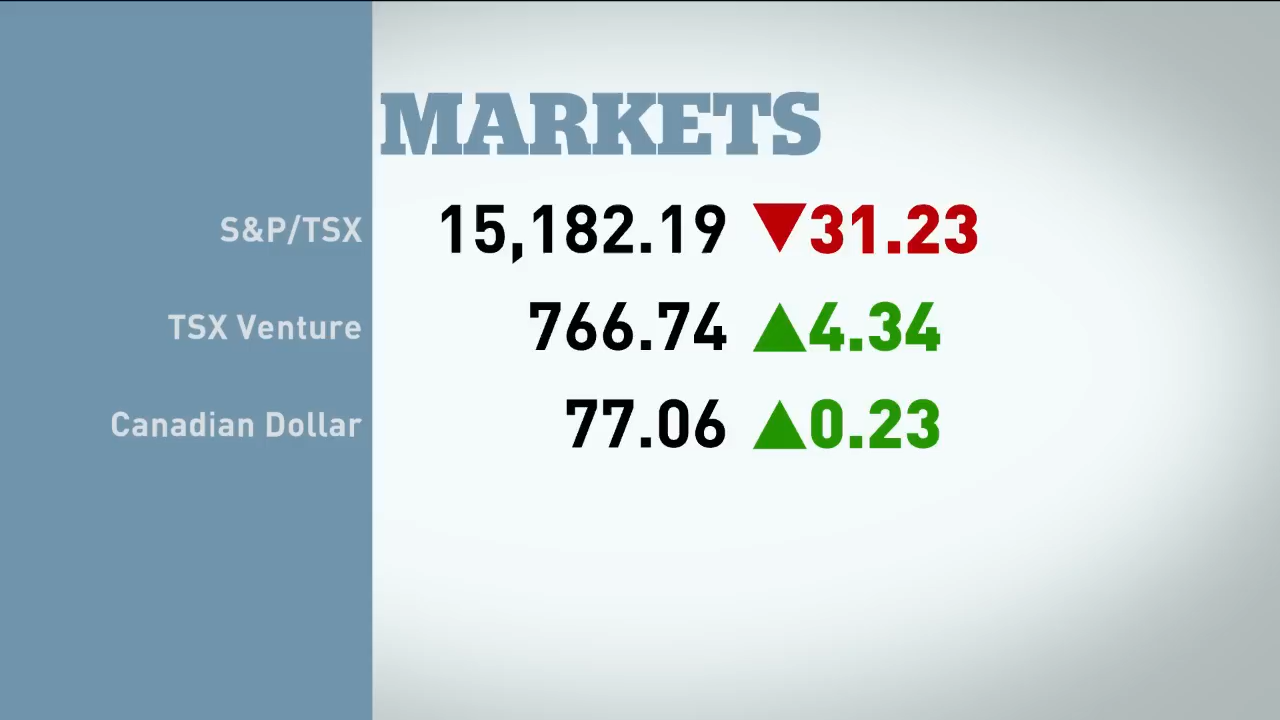 MARKETS
S&P/TSX 15,182.19 ▼31.23
TSX Venture 766.74 ▲4.34
Canadian Dollar 77.06 ▲0.23